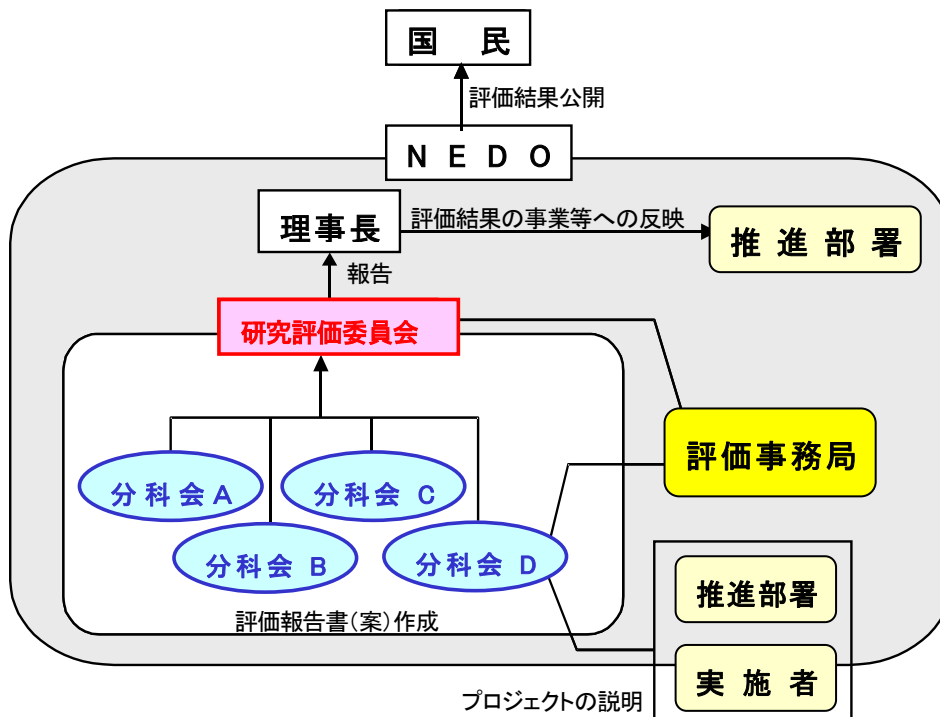 国　民
評価結果公開
ＮＥＤＯ
理事長
評価結果の事業等への反映
推進部署
報告
研究評価委員会
評価事務局
分科会A
分科会 C
分科会 B
分科会 D
推進部署
評価報告書（案）作成
実施者
プロジェクトの説明